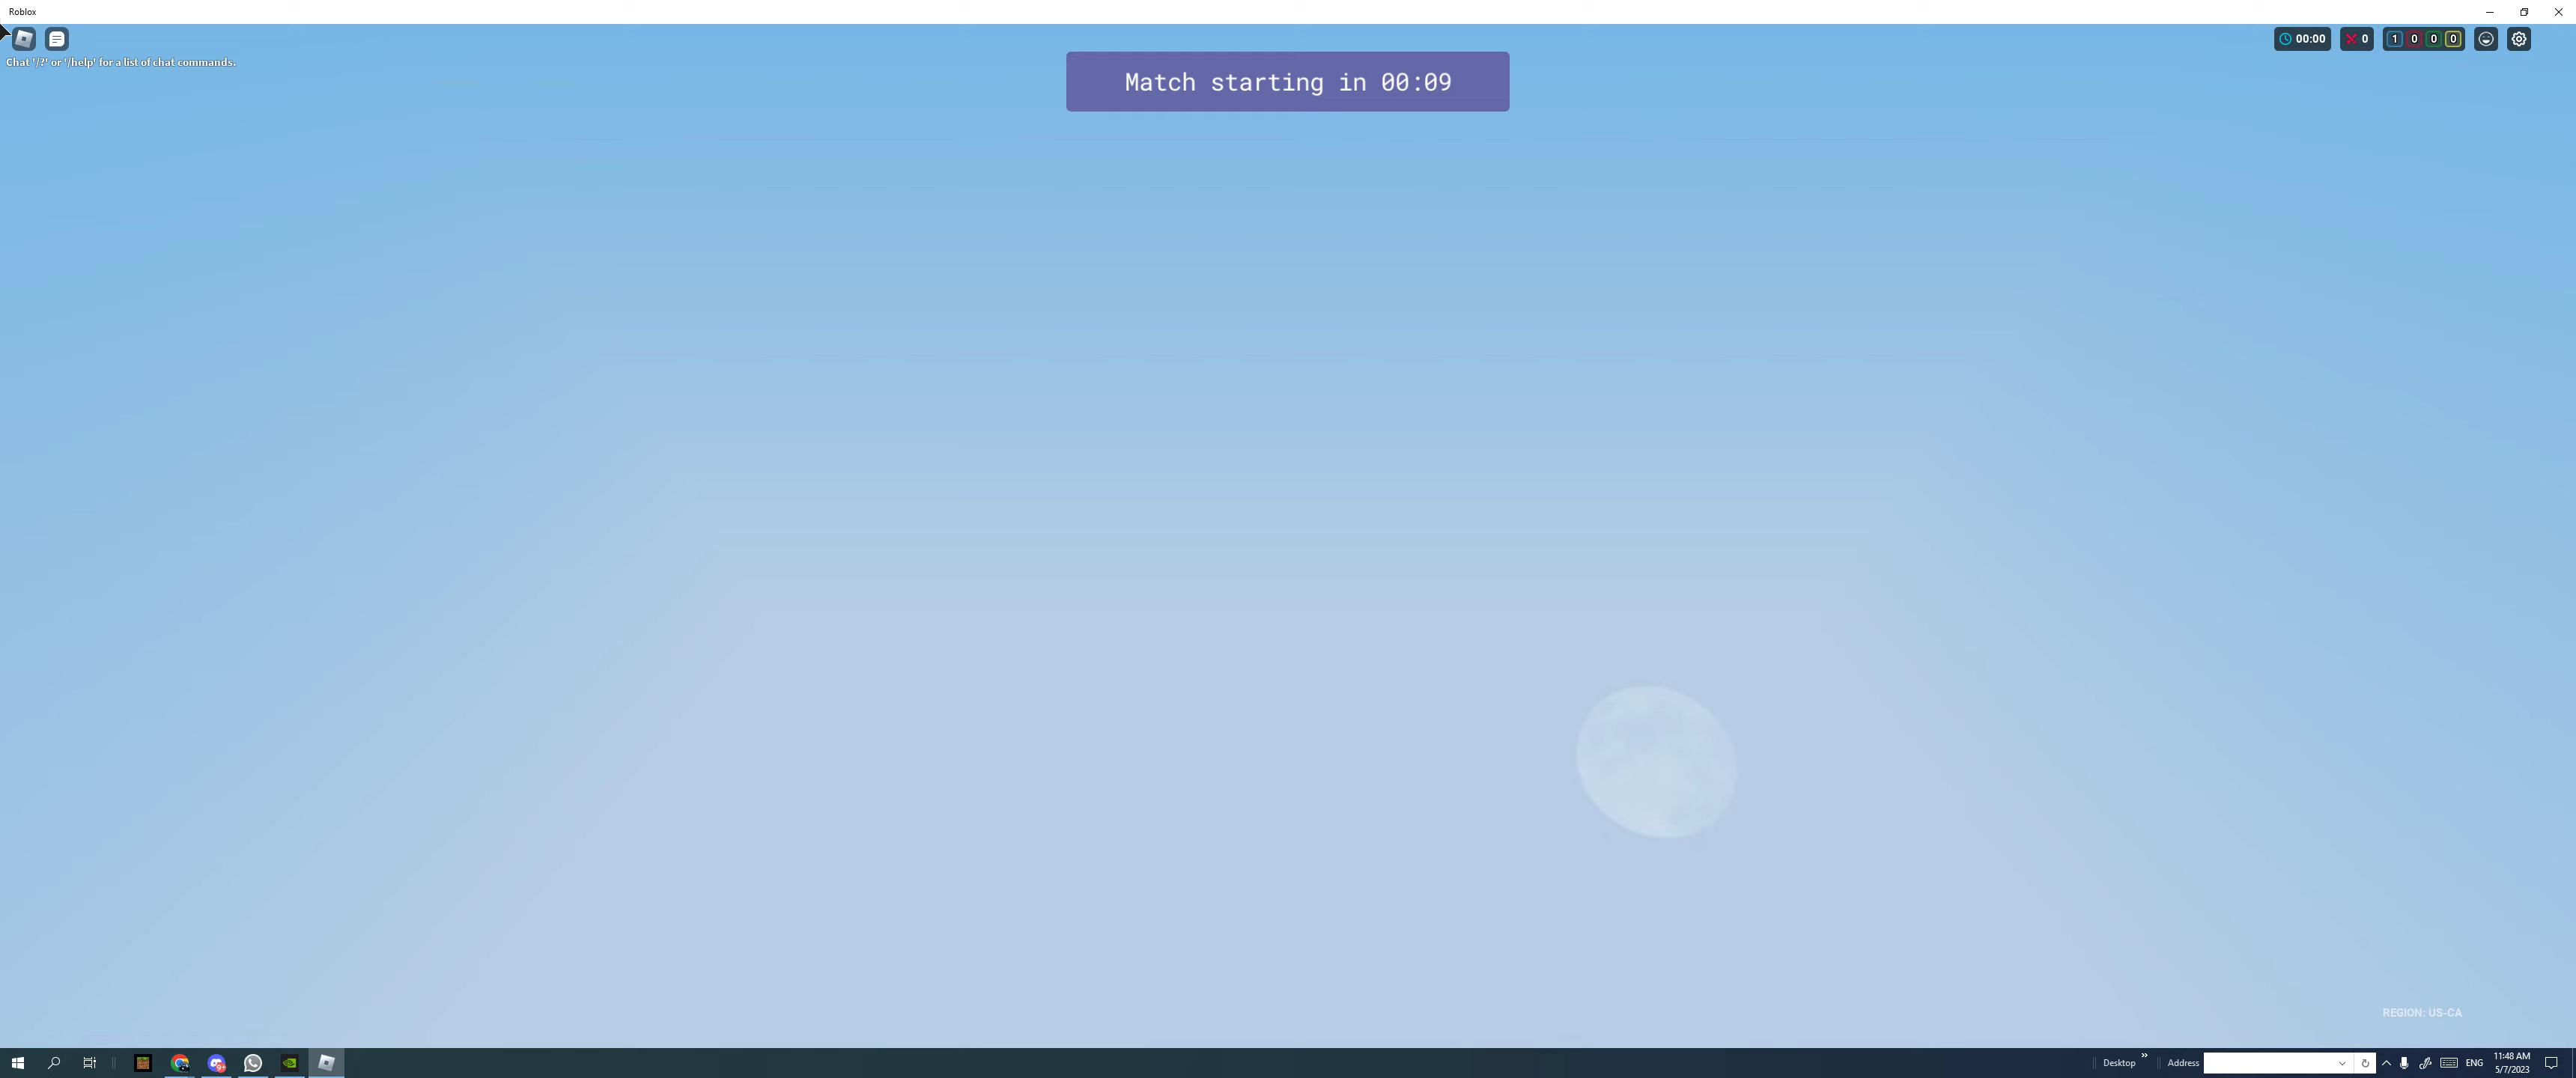 Roblox
00:00
0
1 0 0 0
Chat '/?' or '/help' for a list of chat commands.
Match starting in 00:09
REGION: US-CA
9+
Desktop
Address
ENG
11:48 AM
5/7/2023